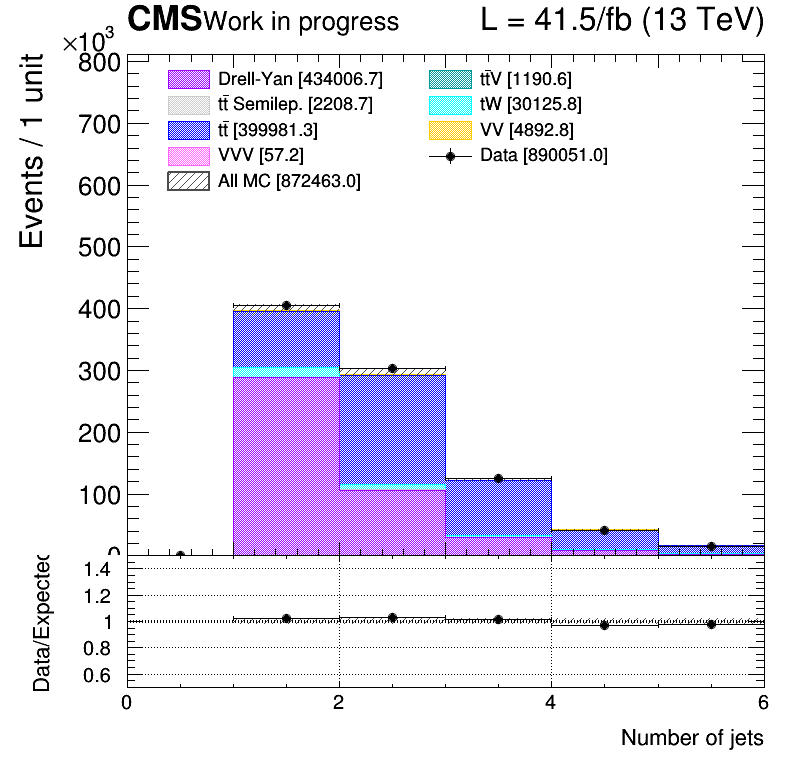 CMS Work in progress L = 41.5/fb (13 TeV)
×10³
Events / 1 unit
800
700
600
500
400
300
200
100
0
Drell-Yan [434006.7]
tt̄ Semilep. [2208.7]
tt̄ [399981.3]
VVV [57.2]
All MC [872463.0]
tt̄V [1190.6]
tW [30125.8]
VV [4892.8]
Data [890051.0]
Data/Expected
1.4
1.2
1
0.8
0.6
0 2 4 6
Number of jets